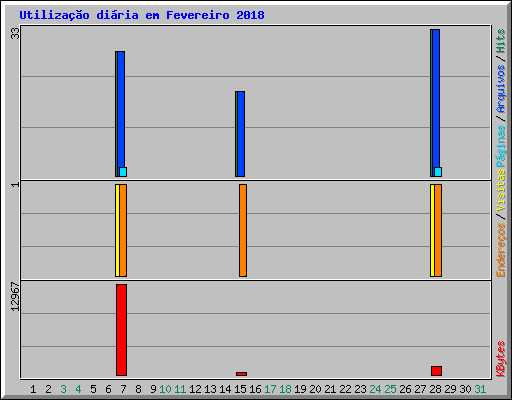 Utilização diária em Fevereiro 2018
33
1
12967
Endereços / Visitas Páginas / Arquivos / Hits
KBytes
1 2 3 4 5 6 7 8 9 10 11 12 13 14 15 16 17 18 19 20 21 22 23 24 25 26 27 28 29 30 31